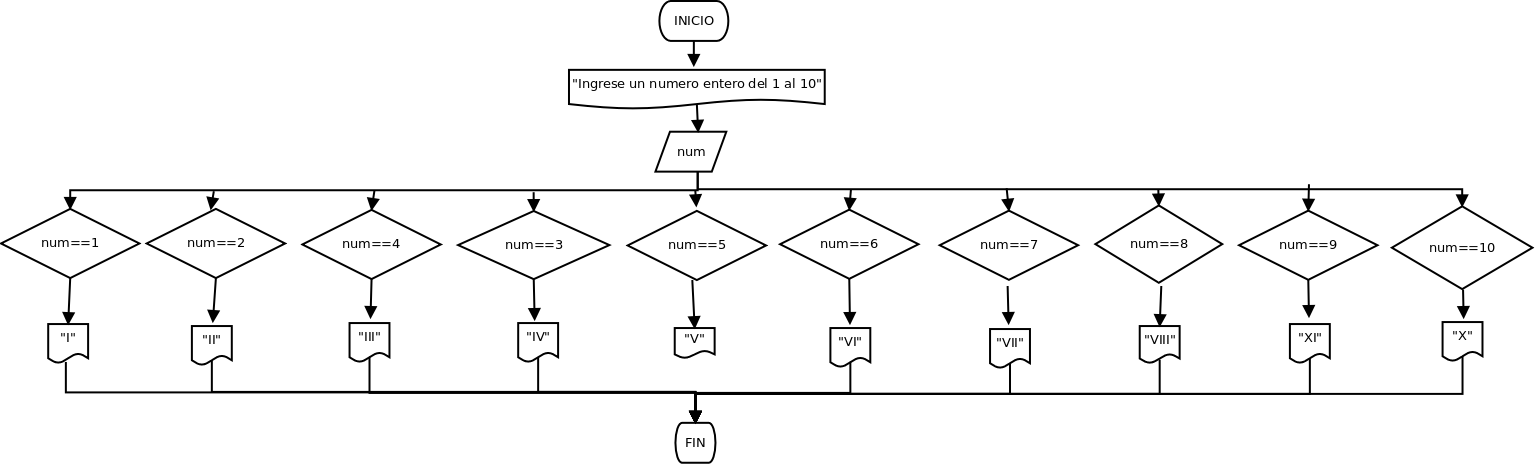 INICIO
"Ingrese un numero entero del 1 al 10"
num
num==1
num==2
num==4
num==3
num==5
num==6
num==7
num==8
num==9
num==10
"I"
"II"
"III"
"IV"
"V"
"VI"
"VII"
"VIII"
"XI"
"X"
FIN